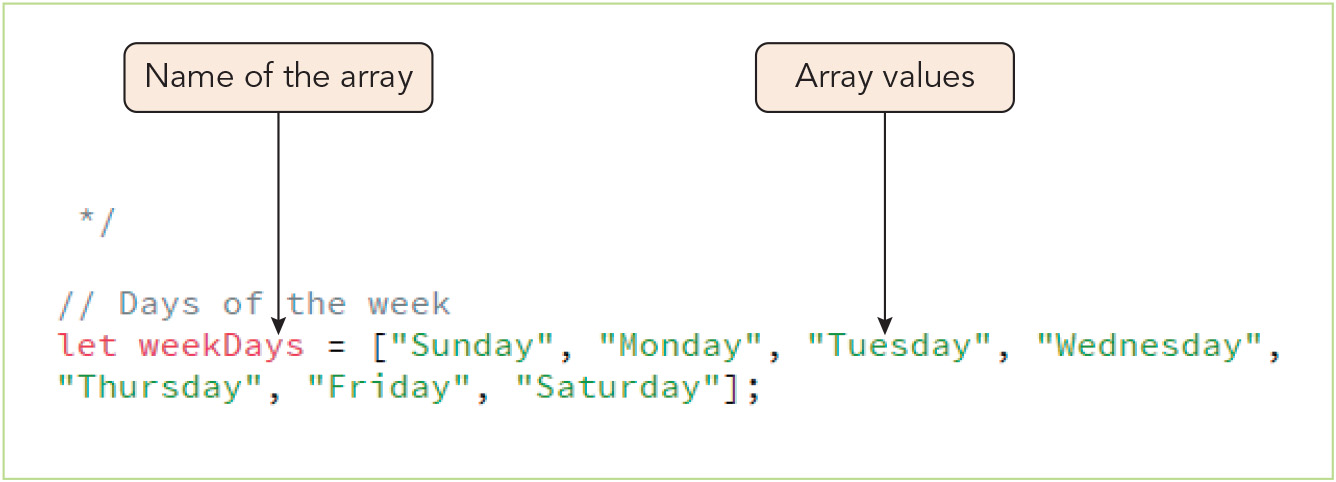 Name of the array
Array values
*/
// Days of the week
let weekDays = ["Sunday", "Monday", "Tuesday", "Wednesday",
"Thursday", "Friday", "Saturday"];